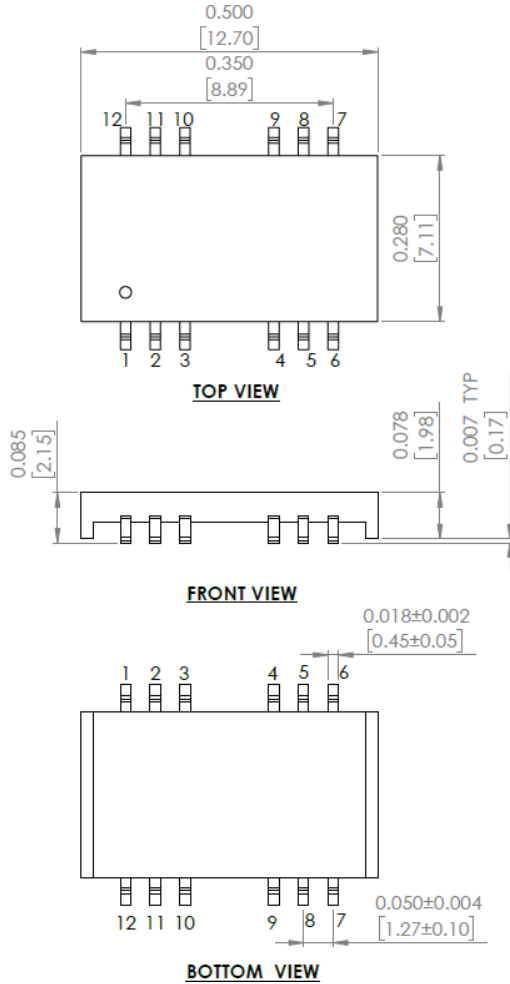 0.500
[12.70]
0.350
[8.89]
12 11 10 9 8 7
0.280
[7.11]
1 2 3 4 5 6
TOP VIEW
0.085
[2.15]
0.078
[1.98]
0.007 TYP
[0.17]
FRONT VIEW
0.018±0.002
[0.45±0.05]
1 2 3 4 5 6
12 11 10 9 8 7
0.050±0.004
[1.27±0.10]
BOTTOM VIEW